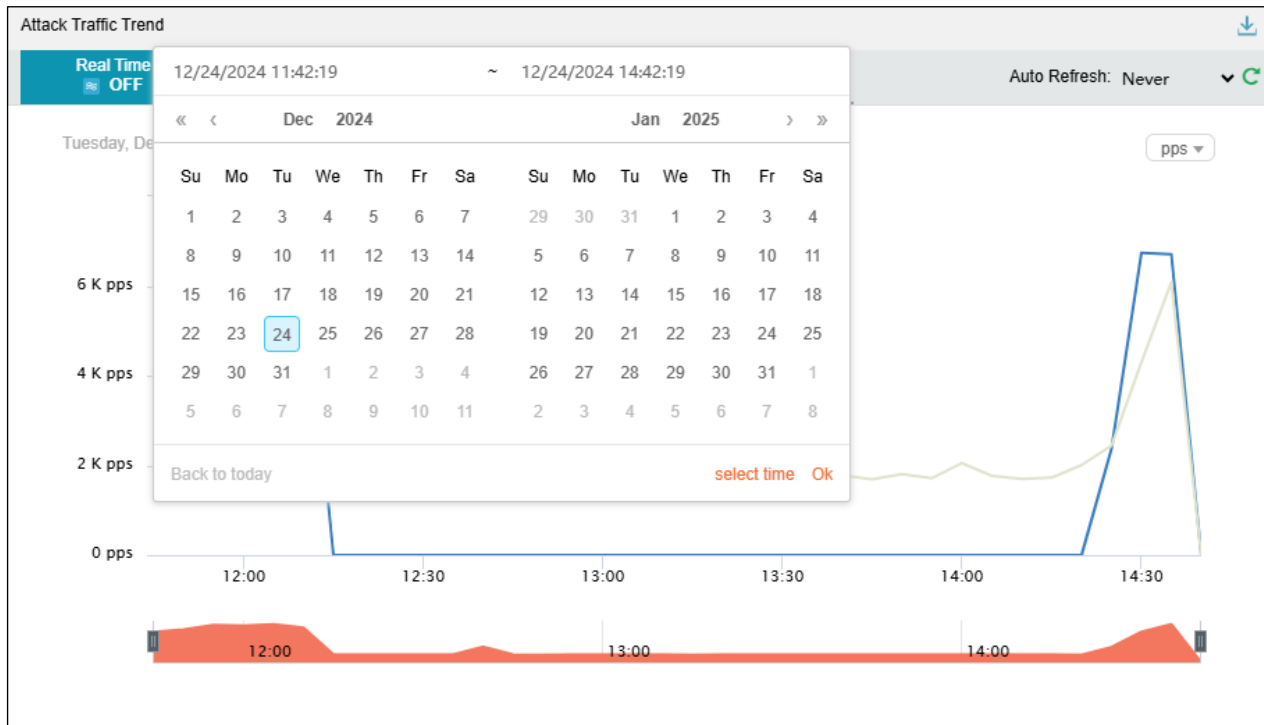 Attack Traffic Trend
Real Time
OFF
12/24/2024 11:42:19 ~ 12/24/2024 14:42:19
Auto Refresh: Never
« ‹ Dec 2024 Jan 2025 › »
Tuesday, De
pps
Su Mo Tu We Th Fr Sa Su Mo Tu We Th Fr Sa
1 2 3 4 5 6 7 29 30 31 1 2 3 4
8 9 10 11 12 13 14 5 6 7 8 9 10 11
6 K pps
15 16 17 18 19 20 21 12 13 14 15 16 17 18
22 23 24 25 26 27 28 19 20 21 22 23 24 25
4 K pps
29 30 31 1 2 3 4 26 27 28 29 30 31 1
5 6 7 8 9 10 11 2 3 4 5 6 7 8
2 K pps
Back to today select time Ok
0 pps
12:00 12:30 13:00 13:30 14:00 14:30
12:00 13:00 14:00